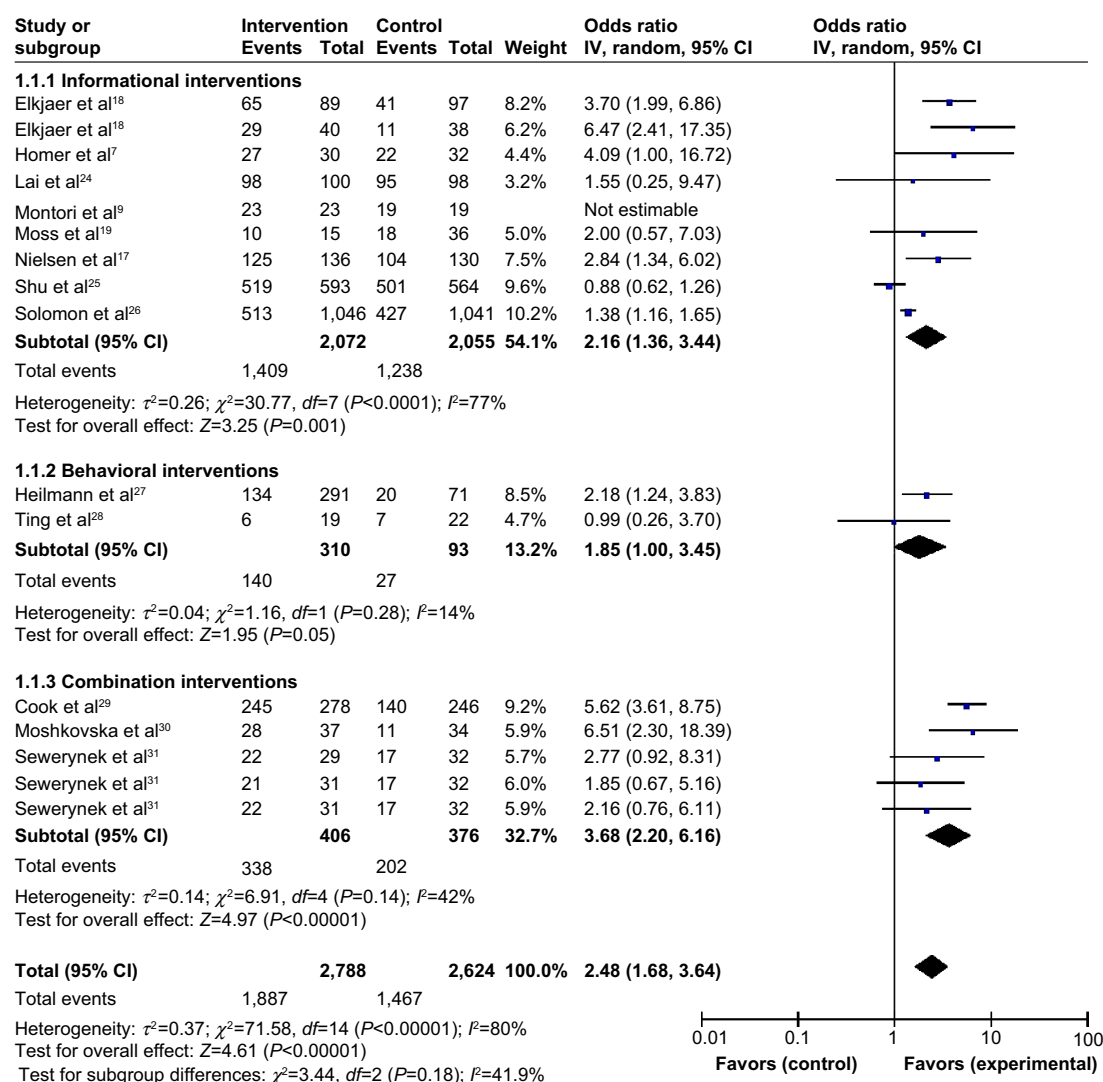 Study or Intervention Control Odds ratio Odds ratio
subgroup Events Total Events Total Weight IV, random, 95% CI IV, random, 95% CI
1.1.1 Informational interventions
Elkjaer et al18 65 89 41 97 8.2% 3.70 (1.99, 6.86)
Elkjaer et al18 29 40 11 38 6.2% 6.47 (2.41, 17.35)
Homer et al7 27 30 22 32 4.4% 4.09 (1.00, 16.72)
Lai et al24 98 100 95 98 3.2% 1.55 (0.25, 9.47)
Montori et al9 23 23 19 19 Not estimable
Moss et al19 10 15 18 36 5.0% 2.00 (0.57, 7.03)
Nielsen et al17 125 136 104 130 7.5% 2.84 (1.34, 6.02)
Shu et al25 519 593 501 564 9.6% 0.88 (0.62, 1.26)
Solomon et al26 513 1,046 427 1,041 10.2% 1.38 (1.16, 1.65)
Subtotal (95% CI) 2,072 2,055 54.1% 2.16 (1.36, 3.44)
Total events 1,409 1,238
Heterogeneity: τ²=0.26; χ²=30.77, df=7 (P<0.0001); I²=77%
Test for overall effect: Z=3.25 (P=0.001)
1.1.2 Behavioral interventions
Heilmann et al27 134 291 20 71 8.5% 2.18 (1.24, 3.83)
Ting et al28 6 19 7 22 4.7% 0.99 (0.26, 3.70)
Subtotal (95% CI) 310 93 13.2% 1.85 (1.00, 3.45)
Total events 140 27
Heterogeneity: τ²=0.04; χ²=1.16, df=1 (P=0.28); I²=14%
Test for overall effect: Z=1.95 (P=0.05)
1.1.3 Combination interventions
Cook et al29 245 278 140 246 9.2% 5.62 (3.61, 8.75)
Moshkovska et al30 28 37 11 34 5.9% 6.51 (2.30, 18.39)
Sewerynek et al31 22 29 17 32 5.7% 2.77 (0.92, 8.31)
Sewerynek et al31 21 31 17 32 6.0% 1.85 (0.67, 5.16)
Sewerynek et al31 22 31 17 32 5.9% 2.16 (0.76, 6.11)
Subtotal (95% CI) 406 376 32.7% 3.68 (2.20, 6.16)
Total events 338 202
Heterogeneity: τ²=0.14; χ²=6.91, df=4 (P=0.14); I²=42%
Test for overall effect: Z=4.97 (P<0.00001)
Total (95% CI) 2,788 2,624 100.0% 2.48 (1.68, 3.64)
Total events 1,887 1,467
Heterogeneity: τ²=0.37; χ²=71.58, df=14 (P<0.00001); I²=80%
Test for overall effect: Z=4.61 (P<0.00001)
Test for subgroup differences: χ²=3.44, df=2 (P=0.18); I²=41.9%
0.01 0.1 1 10 100
Favors (control) Favors (experimental)